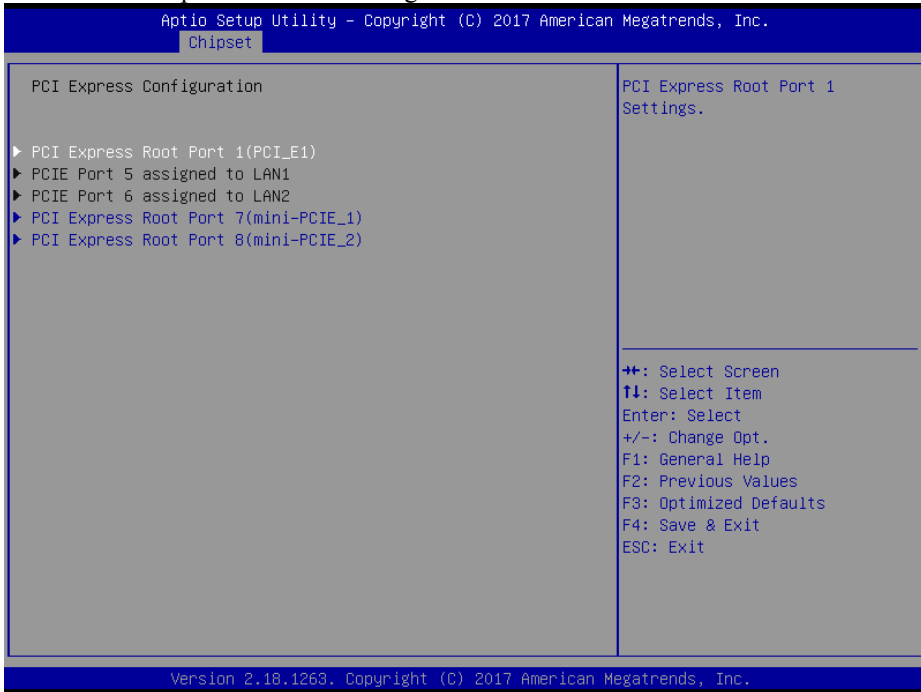 Aptio Setup Utility – Copyright (C) 2017 American Megatrends, Inc.
Chipset
PCI Express Configuration
PCI Express Root Port 1(PCI_E1)
PCIE Port 5 assigned to LAN1
PCIE Port 6 assigned to LAN2
PCI Express Root Port 7(mini-PCIE_1)
PCI Express Root Port 8(mini-PCIE_2)
PCI Express Root Port 1
Settings.
→←: Select Screen
↑↓: Select Item
Enter: Select
+/-: Change Opt.
F1: General Help
F2: Previous Values
F3: Optimized Defaults
F4: Save & Exit
ESC: Exit
Version 2.18.1263. Copyright (C) 2017 American Megatrends, Inc.